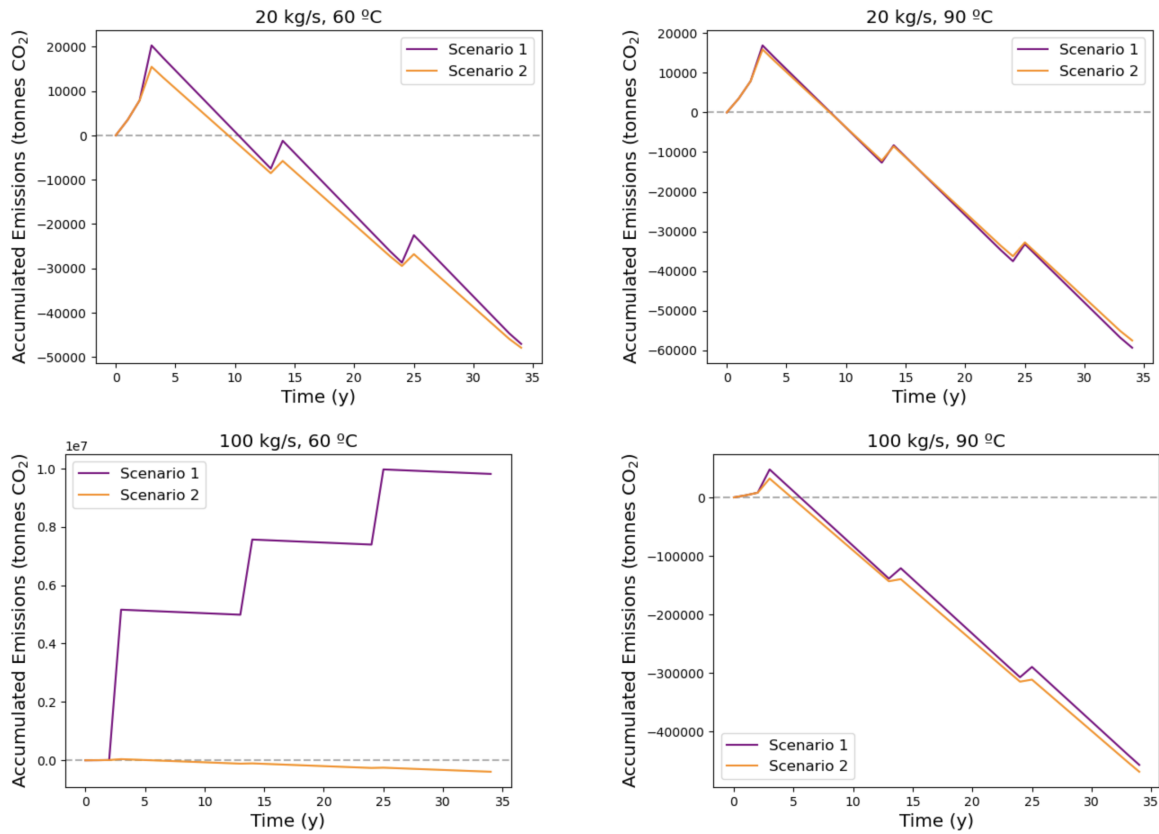 20 kg/s, 60 ºC
Accumulated Emissions (tonnes CO₂)
20000
10000
0
−10000
−20000
−30000
−40000
−50000
Scenario 1
Scenario 2
0 5 10 15 20 25 30 35
Time (y)
20 kg/s, 90 ºC
Accumulated Emissions (tonnes CO₂)
20000
10000
0
−10000
−20000
−30000
−40000
−50000
−60000
Scenario 1
Scenario 2
0 5 10 15 20 25 30 35
Time (y)
100 kg/s, 60 ºC
1e7
Accumulated Emissions (tonnes CO₂)
1.0
0.8
0.6
0.4
0.2
0.0
Scenario 1
Scenario 2
0 5 10 15 20 25 30 35
Time (y)
100 kg/s, 90 ºC
Accumulated Emissions (tonnes CO₂)
0
−100000
−200000
−300000
−400000
Scenario 1
Scenario 2
0 5 10 15 20 25 30 35
Time (y)